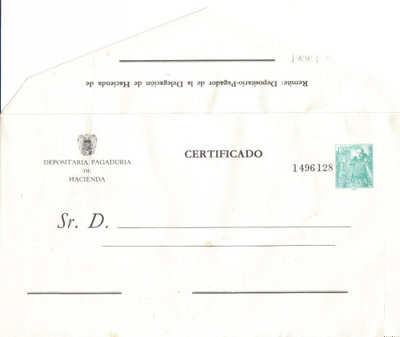 Remite: Depositario-Pagador de la Delegación de Hacienda de
DEPOSITARIA PAGADURIA
DE
HACIENDA
CERTIFICADO
1496128
Sr. D.